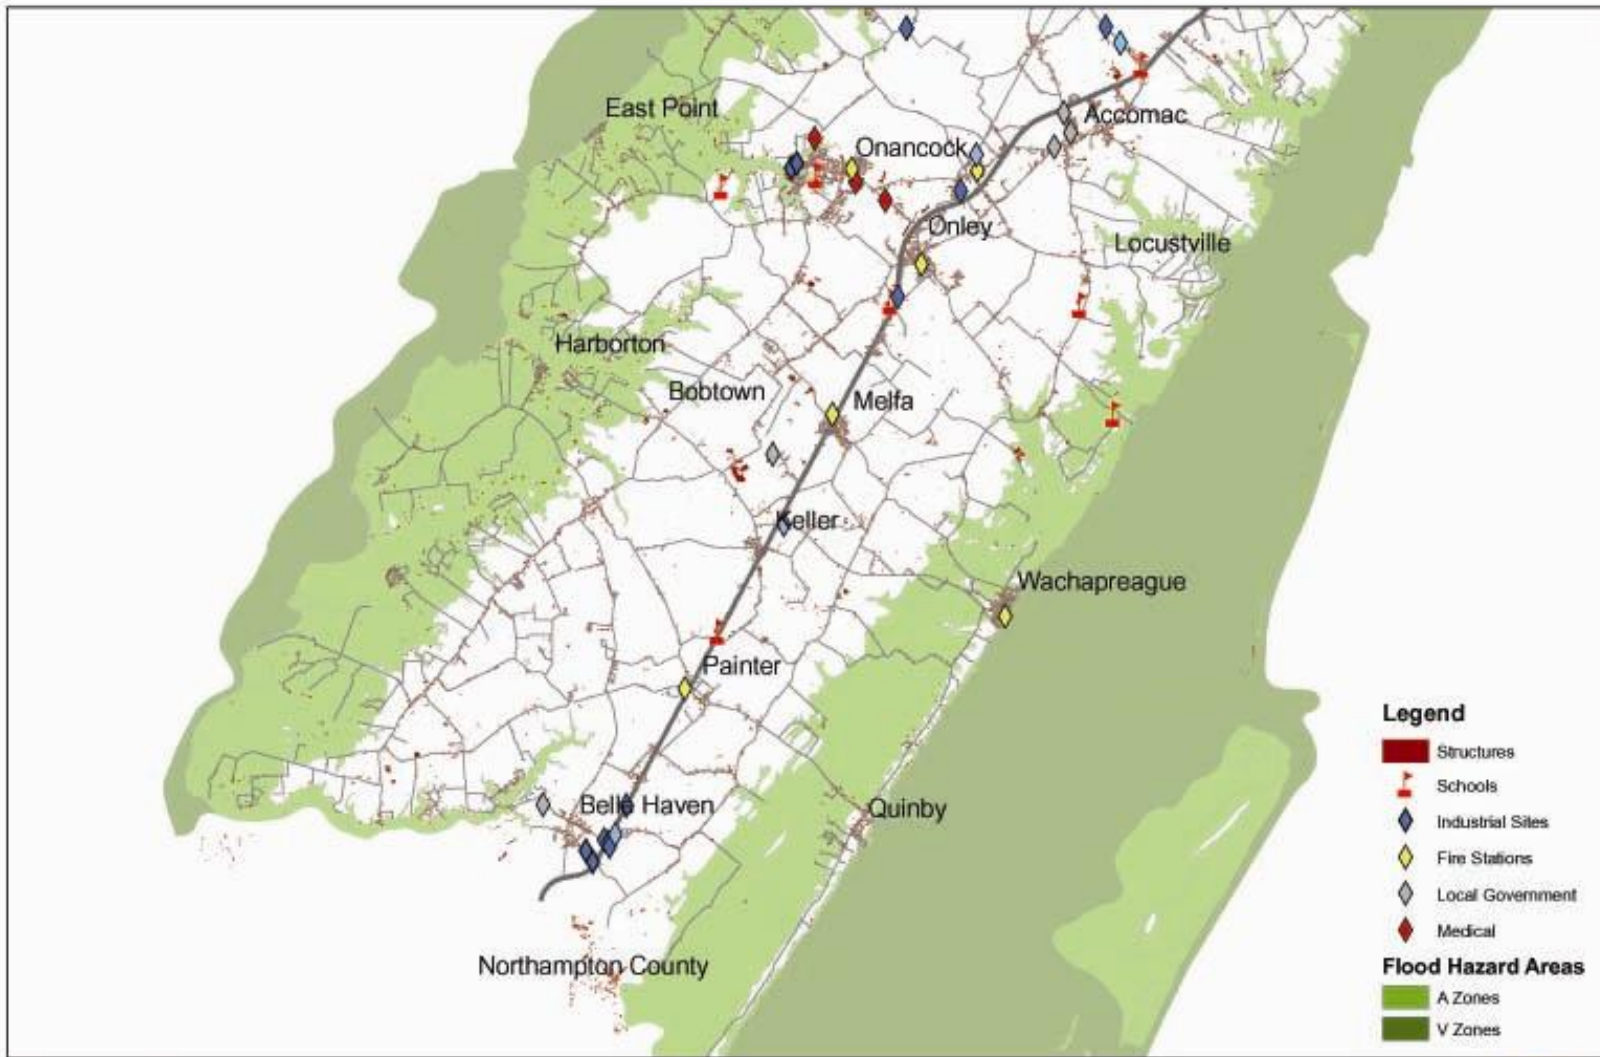 East Point
Onancock
Accomac
Onley
Locustville
Harborton
Bobtown
Melfa
Keller
Wachapreague
Painter
Belle Haven
Quinby
Northampton County
Legend
Structures
Schools
Industrial Sites
Fire Stations
Local Government
Medical
Flood Hazard Areas
A Zones
V Zones